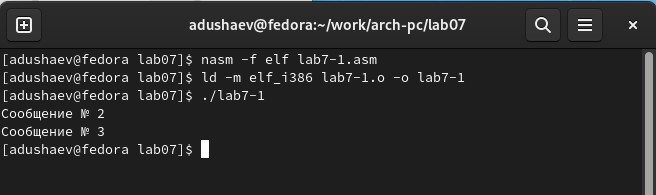 adushaev@fedora:~/work/arch-pc/lab07
[adushaev@fedora lab07]$ nasm -f elf lab7-1.asm
[adushaev@fedora lab07]$ ld -m elf_i386 lab7-1.o -o lab7-1
[adushaev@fedora lab07]$ ./lab7-1
Сообщение № 2
Сообщение № 3
[adushaev@fedora lab07]$